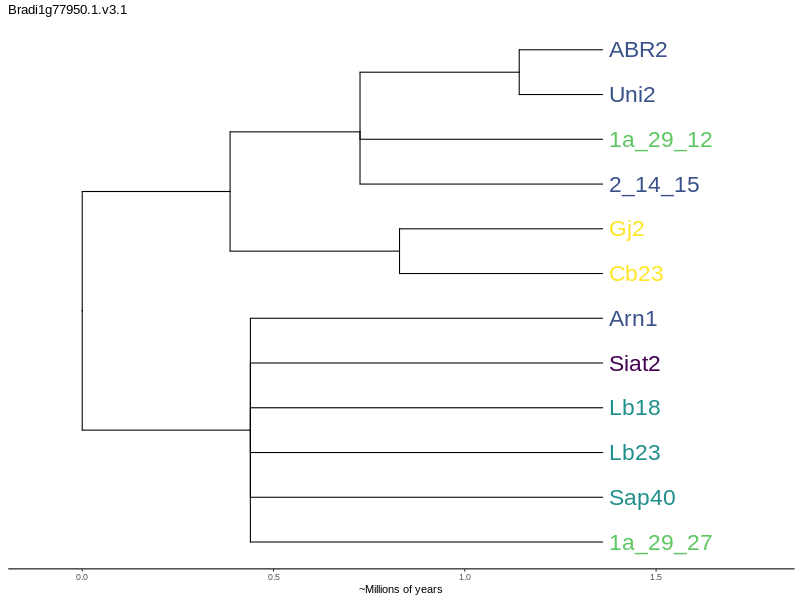 Bradi1g77950.1.v3.1
ABR2
Uni2
1a_29_12
2_14_15
Gj2
Cb23
Arn1
Siat2
Lb18
Lb23
Sap40
1a_29_27
0.0 0.5 1.0 1.5
~Millions of years